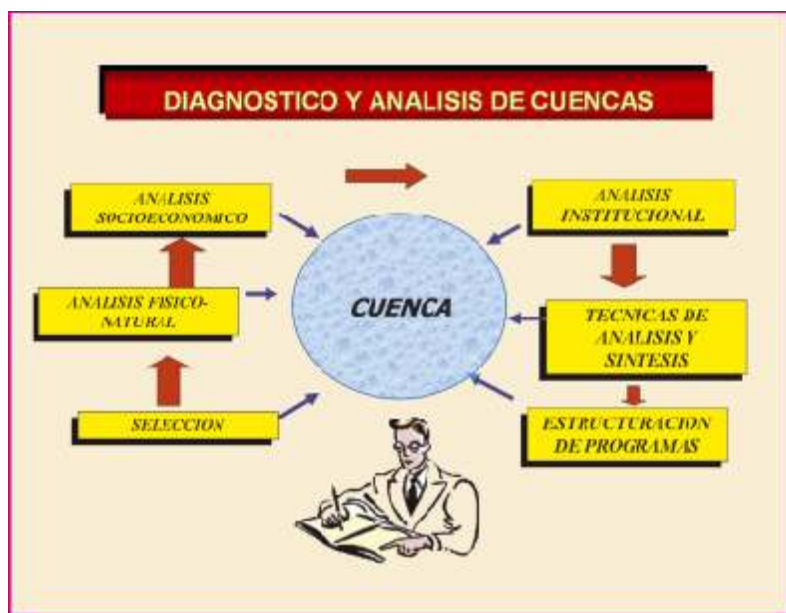 DIAGNOSTICO Y ANALISIS DE CUENCAS
ANALISIS
SOCIOECONOMICO
ANALISIS FISICO-
NATURAL
SELECCION
CUENCA
ANALISIS
INSTITUCIONAL
TECNICAS DE
ANALISIS Y
SINTESIS
ESTRUCTURACION
DE PROGRAMAS